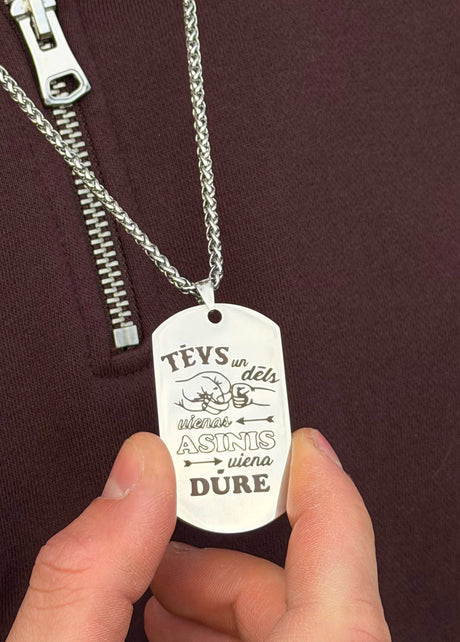 TĒVS un
dēls
vienas
ASINIS
viena
DŪRE